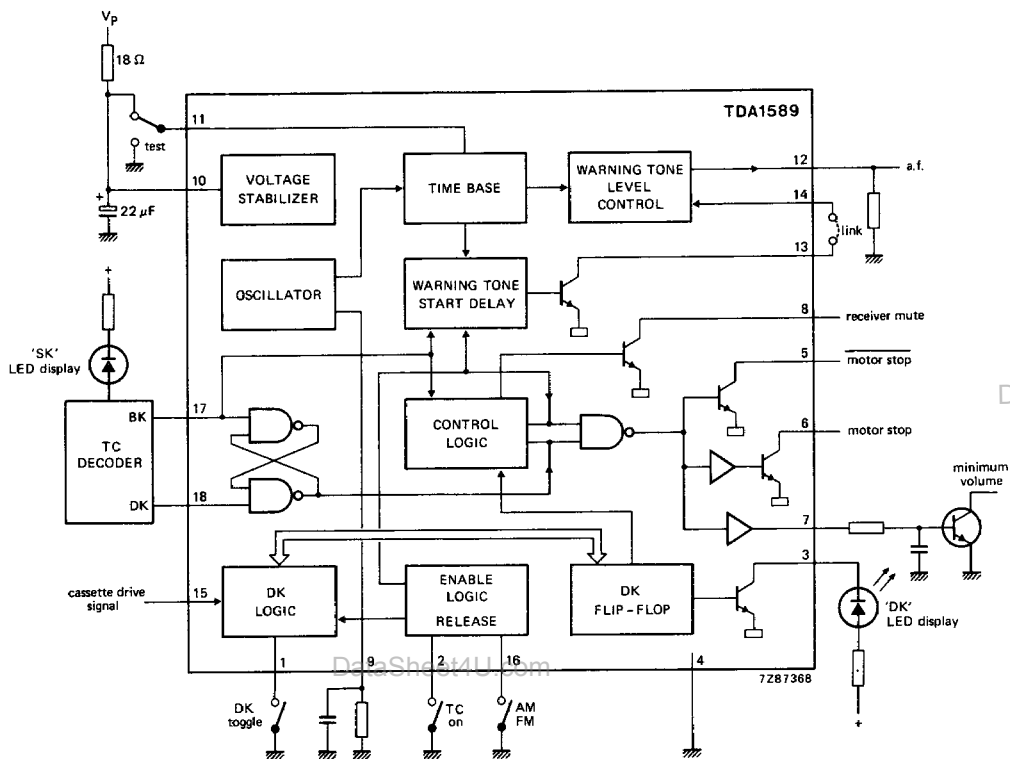 Vp
18 Ω
TDA1589
11
test
12
a.f.
10
VOLTAGE
STABILIZER
TIME BASE
WARNING TONE
LEVEL
CONTROL
14
+
22 µF
link
13
+
OSCILLATOR
WARNING TONE
START DELAY
8
receiver mute
'SK'
LED display
5
motor stop
D
BK
17
TC
DECODER
CONTROL
LOGIC
6
motor stop
minimum
volume
DK
18
7
3
cassette drive
signal
15
DK
LOGIC
ENABLE
LOGIC
RELEASE
DK
FLIP-FLOP
'DK'
LED display
1
9
2
16
4
DataSheet4U.com
7Z87368
DK
toggle
TC
on
AM
FM
+